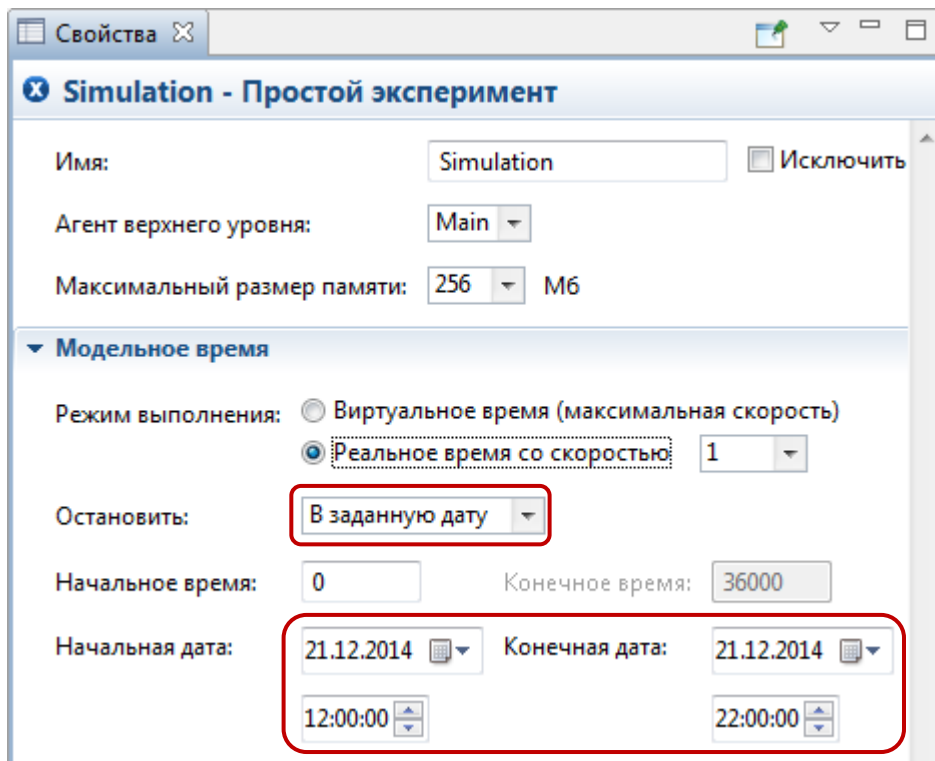 Свойства
Simulation - Простой эксперимент
Имя: Simulation Исключить
Агент верхнего уровня: Main
Максимальный размер памяти: 256 Мб
Модельное время
Режим выполнения: Виртуальное время (максимальная скорость)
Реальное время со скоростью 1
Остановить: В заданную дату
Начальное время: 0 Конечное время: 36000
Начальная дата: 21.12.2014 Конечная дата: 21.12.2014
12:00:00 22:00:00